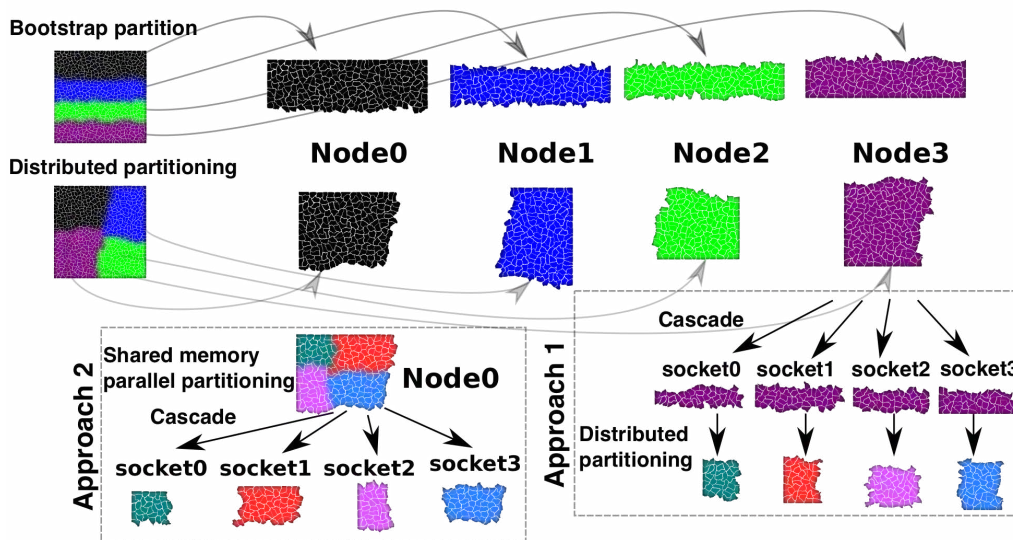 Bootstrap partition
Node0 Node1 Node2 Node3
Distributed partitioning
Approach 2
Shared memory
parallel partitioning
Node0
Cascade
socket0 socket1 socket2 socket3
Approach 1
Cascade
socket0 socket1 socket2 socket3
Distributed
partitioning